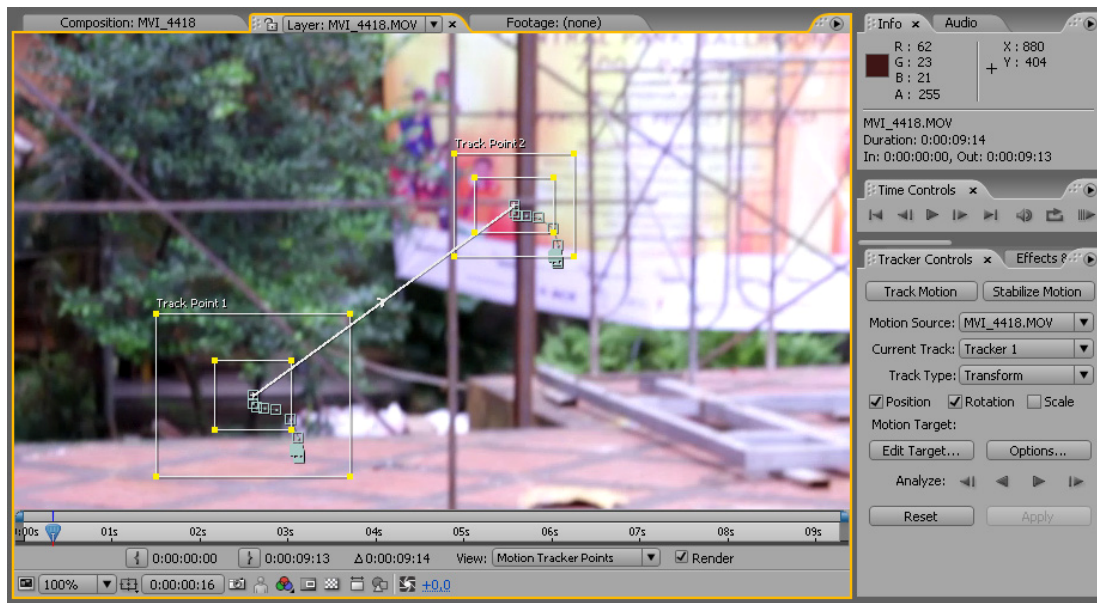 Composition: MVI_4418
Layer: MVI_4418.MOV
Footage: (none)
Track Point 2
Track Point 1
:00s 01s 02s 03s 04s 05s 06s 07s 08s 09s
0:00:00:00 0:00:09:13 Δ 0:00:09:14 View: Motion Tracker Points Render
100% 0:00:00:16 +0.0
Info Audio
R : 62
G : 23
B : 21
A : 255
X : 880
Y : 404
MVI_4418.MOV
Duration: 0:00:09:14
In: 0:00:00:00, Out: 0:00:09:13
Time Controls
Tracker Controls Effects &
Track Motion Stabilize Motion
Motion Source: MVI_4418.MOV
Current Track: Tracker 1
Track Type: Transform
Position Rotation Scale
Motion Target:
Edit Target... Options...
Analyze:
Reset Apply